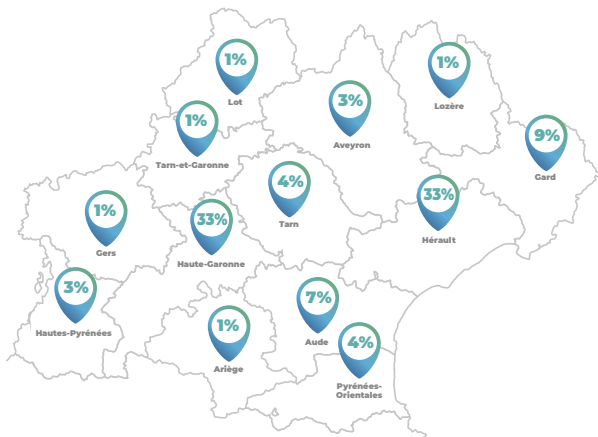 1%
Lot
1%
Lozère
3%
Aveyron
1%
Tarn-et-Garonne
9%
Gard
4%
Tarn
33%
Hérault
1%
Gers
33%
Haute-Garonne
3%
Hautes-Pyrénées
7%
Aude
1%
Ariège
4%
Pyrénées-
Orientales